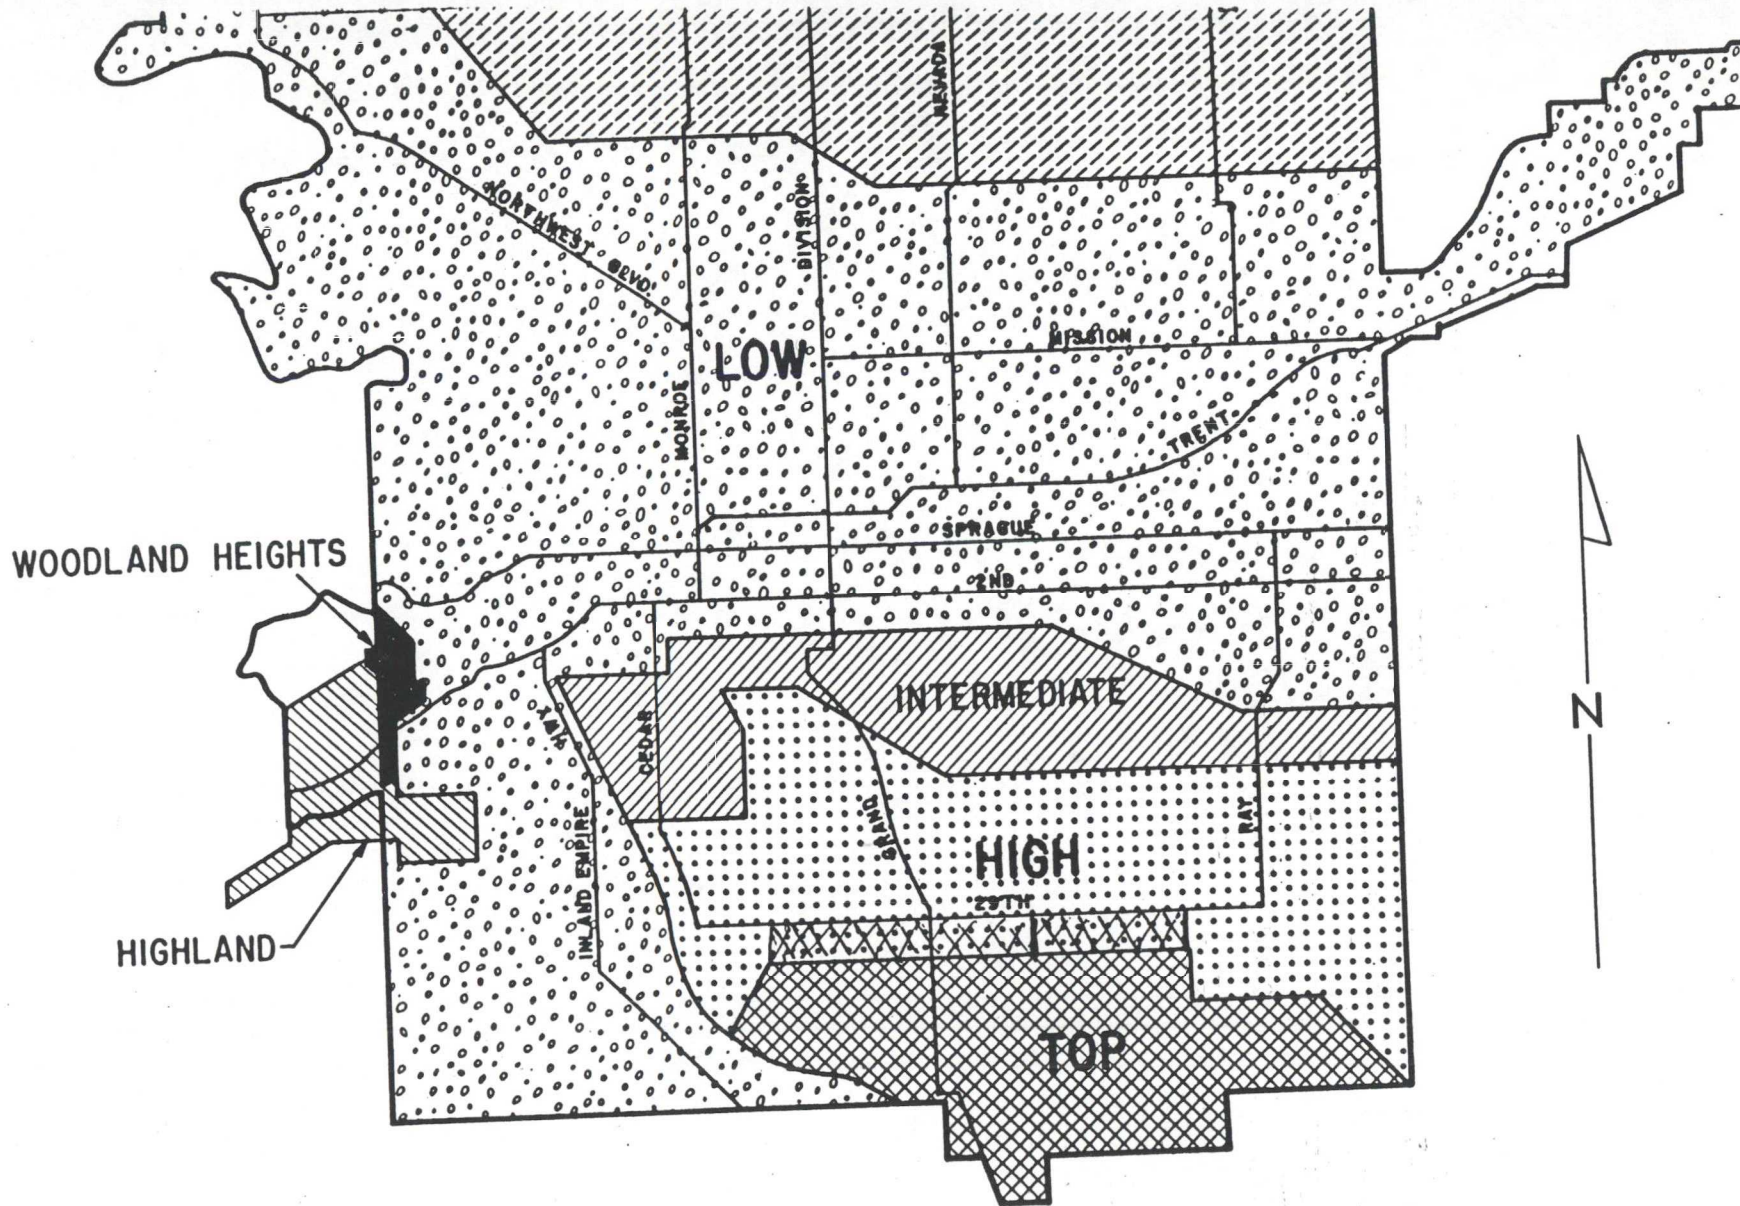 NEVADA
NORTHWEST BLVD.
DIVISION
MISSION
LOW
MONROE
TRENT
SPRAGUE
WOODLAND HEIGHTS
2ND
INTERMEDIATE
CEDAR
HWY
INLAND EMPIRE
GRAND
RAY
HIGH
29TH
HIGHLAND
TOP
N